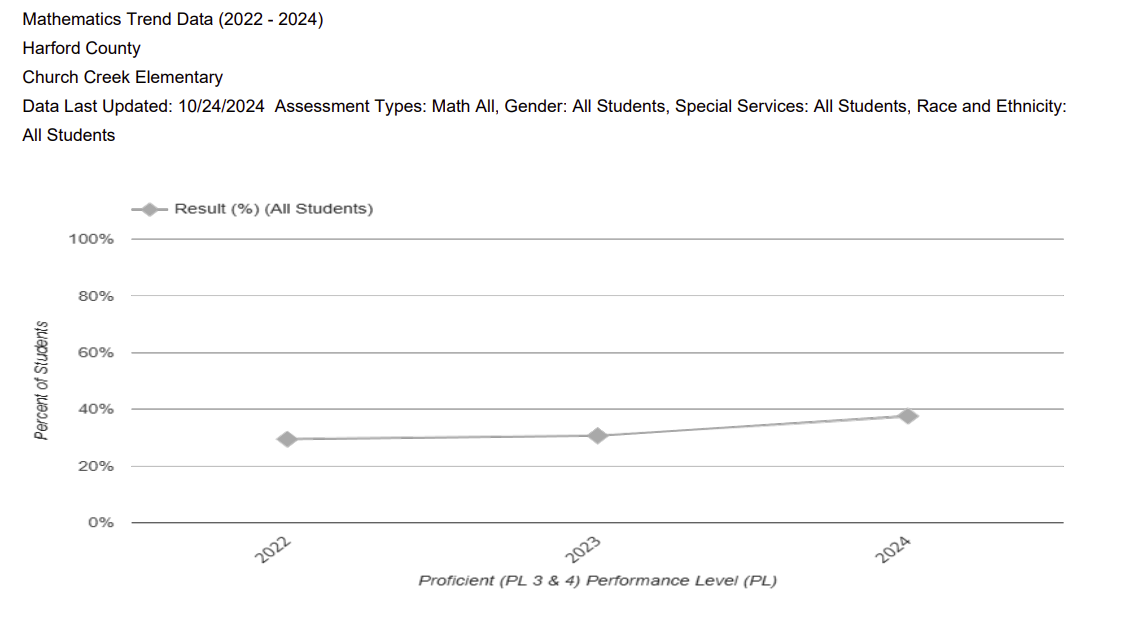 Mathematics Trend Data (2022 - 2024)
Harford County
Church Creek Elementary
Data Last Updated: 10/24/2024  Assessment Types: Math All, Gender: All Students, Special Services: All Students, Race and Ethnicity:
All Students
Result (%) (All Students)
100%
80%
60%
40%
20%
0%
Percent of Students
2022
2023
2024
Proficient (PL 3 & 4) Performance Level (PL)